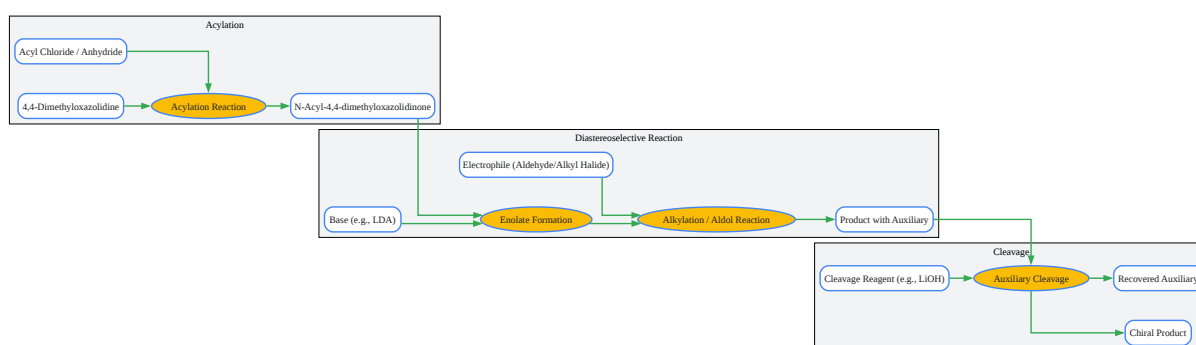 Acylation
Acyl Chloride / Anhydride
4,4-Dimethyloxazolidine
Acylation Reaction
N-Acyl-4,4-dimethyloxazolidinone
Diastereoselective Reaction
Electrophile (Aldehyde/Alkyl Halide)
Base (e.g., LDA)
Enolate Formation
Alkylation / Aldol Reaction
Product with Auxiliary
Cleavage
Cleavage Reagent (e.g., LiOH)
Auxiliary Cleavage
Recovered Auxiliary
Chiral Product